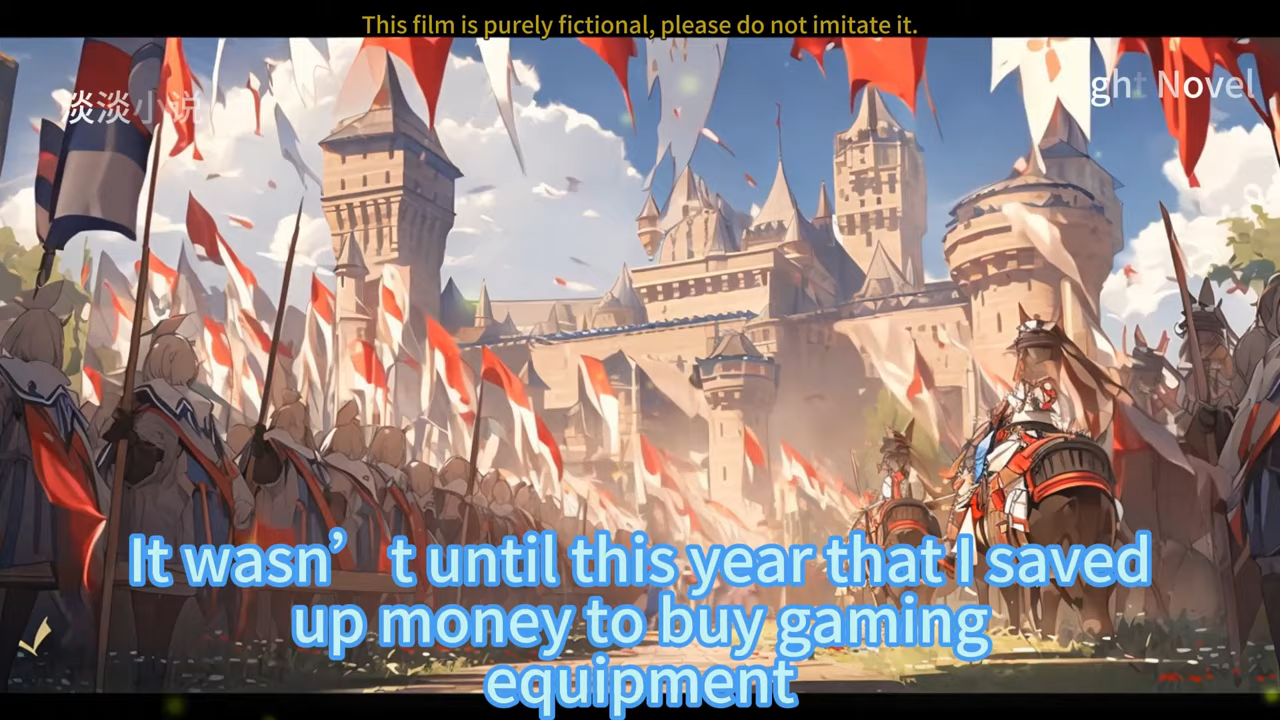 This film is purely fictional, please do not imitate it.
淡淡小说
ght Novel
It wasn’ t until this year that I saved
up money to buy gaming
equipment